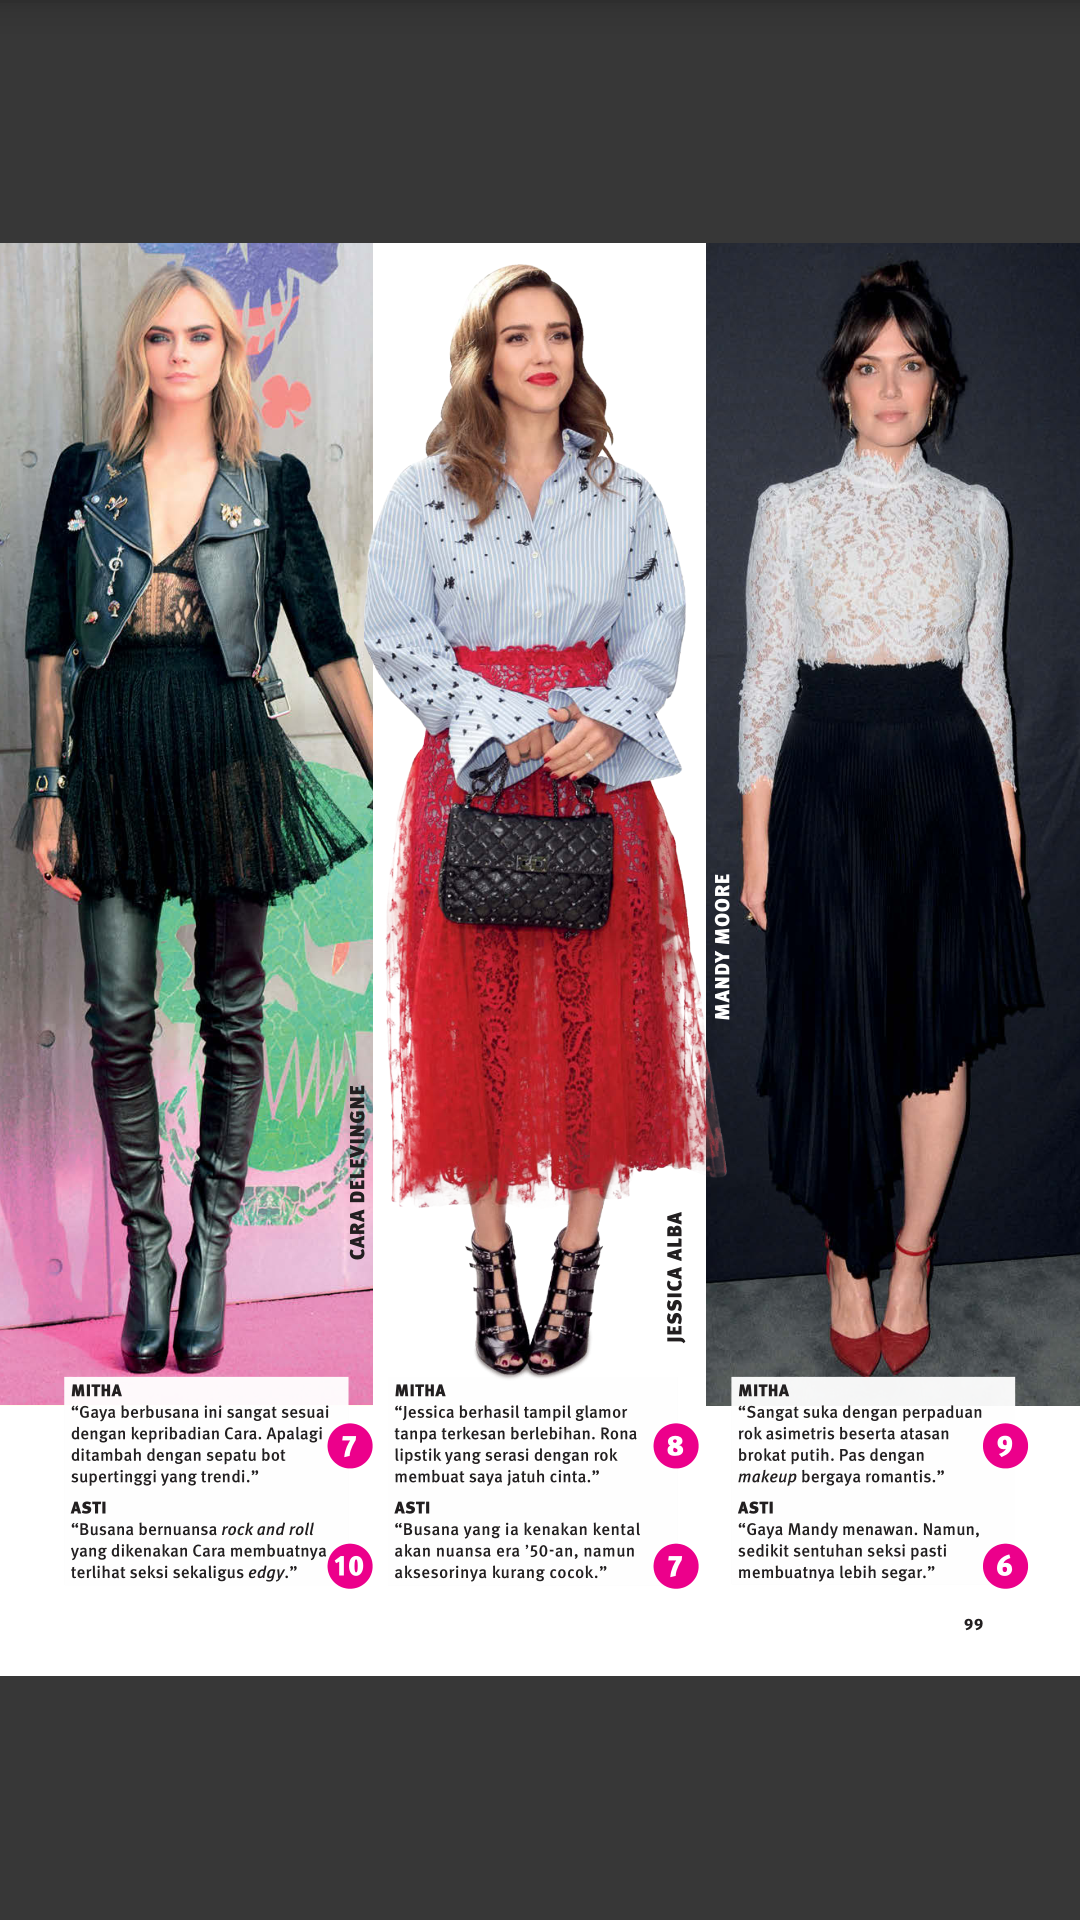 CARA DELEVINGNE
JESSICA ALBA
MANDY MOORE
MITHA
“Gaya berbusana ini sangat sesuai
dengan kepribadian Cara. Apalagi
ditambah dengan sepatu bot
supertinggi yang trendi.”
7
ASTI
“Busana bernuansa rock and roll
yang dikenakan Cara membuatnya
terlihat seksi sekaligus edgy.”
10
MITHA
“Jessica berhasil tampil glamor
tanpa terkesan berlebihan. Rona
lipstik yang serasi dengan rok
membuat saya jatuh cinta.”
8
ASTI
“Busana yang ia kenakan kental
akan nuansa era ’50-an, namun
aksesorinya kurang cocok.”
7
MITHA
“Sangat suka dengan perpaduan
rok asimetris beserta atasan
brokat putih. Pas dengan
makeup bergaya romantis.”
9
ASTI
“Gaya Mandy menawan. Namun,
sedikit sentuhan seksi pasti
membuatnya lebih segar.”
6
99